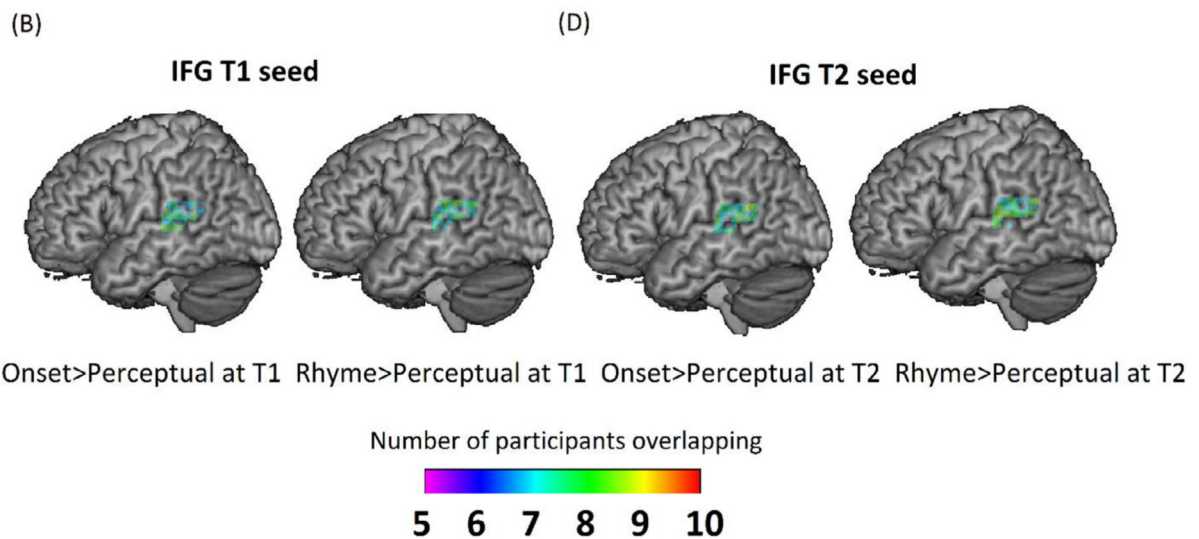 (B)
(D)
IFG T1 seed
IFG T2 seed
Onset>Perceptual at T1 Rhyme>Perceptual at T1 Onset>Perceptual at T2 Rhyme>Perceptual at T2
Number of participants overlapping
5 6 7 8 9 10